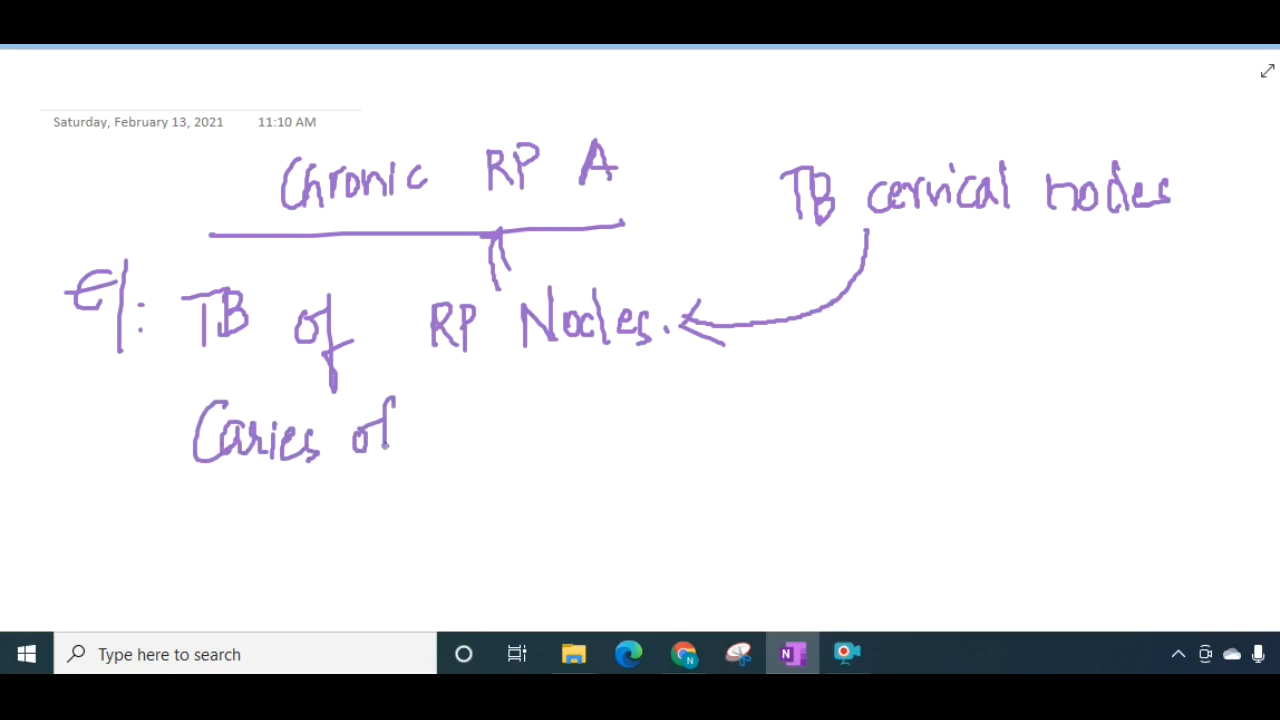 Saturday, February 13, 2021 11:10 AM
Chronic RP A
TB cervical nodes
E/: TB of RP Nodes.
Caries of
Type here to search